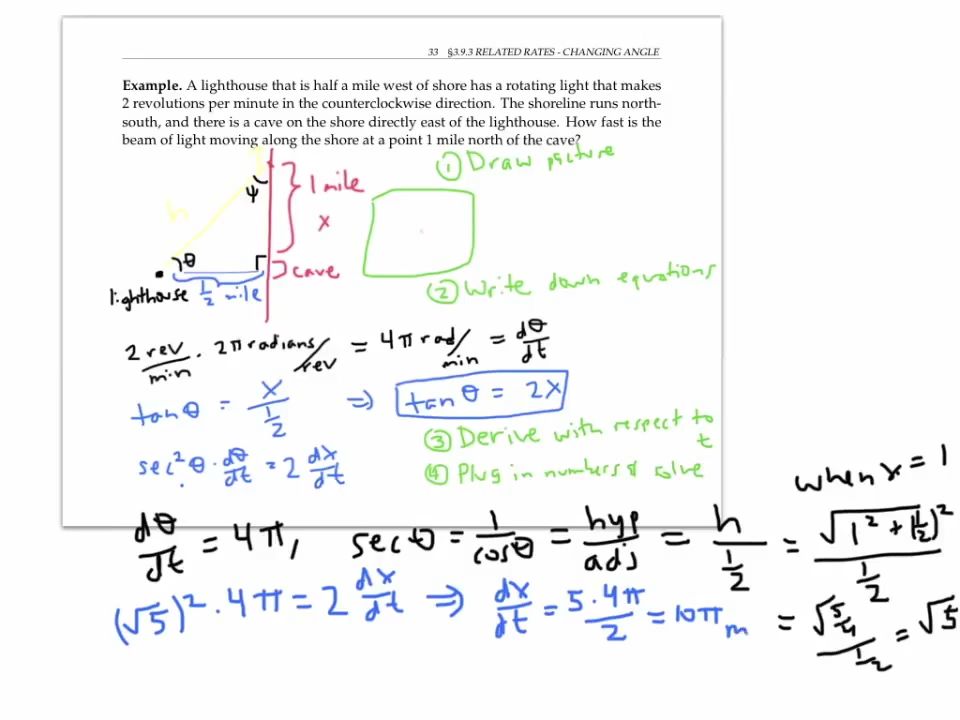 33 §3.9.3 RELATED RATES - CHANGING ANGLE
Example. A lighthouse that is half a mile west of shore has a rotating light that makes
2 revolutions per minute in the counterclockwise direction. The shoreline runs north-
south, and there is a cave on the shore directly east of the lighthouse. How fast is the
beam of light moving along the shore at a point 1 mile north of the cave?
① Draw picture
ψ
1 mile
h
x
θ
cave
lighthouse 1/2 mile
② Write down equations
2 rev/min · 2π radians/rev = 4π rad/min = dθ/dt
tan θ = x/(1/2) ⇒ tan θ = 2x
③ Derive with respect to
t
sec²θ · dθ/dt = 2 dx/dt
④ Plug in numbers & solve
when x = 1
dθ/dt = 4π, sec θ = 1/cosθ = hyp/adj = h/(1/2) = √(1² + (1/2)²)/(1/2)
(√5)² · 4π = 2 dx/dt ⇒ dx/dt = 5·4π/2 = 10π m
= √(5/4)/(1/2) = √5